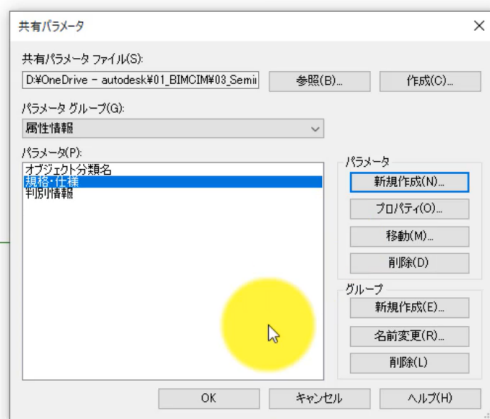 共有パラメータ
共有パラメータ ファイル(S):
D:¥OneDrive - autodesk¥01_BIMCIM¥03_Semii
参照(B)...
作成(C)...
パラメータ グループ(G):
属性情報
パラメータ(P):
オブジェクト分類名
規格・仕様
判別情報
パラメータ
新規作成(N)...
プロパティ(O)...
移動(M)...
削除(D)
グループ
新規作成(E)...
名前変更(R)...
削除(L)
OK
キャンセル
ヘルプ(H)